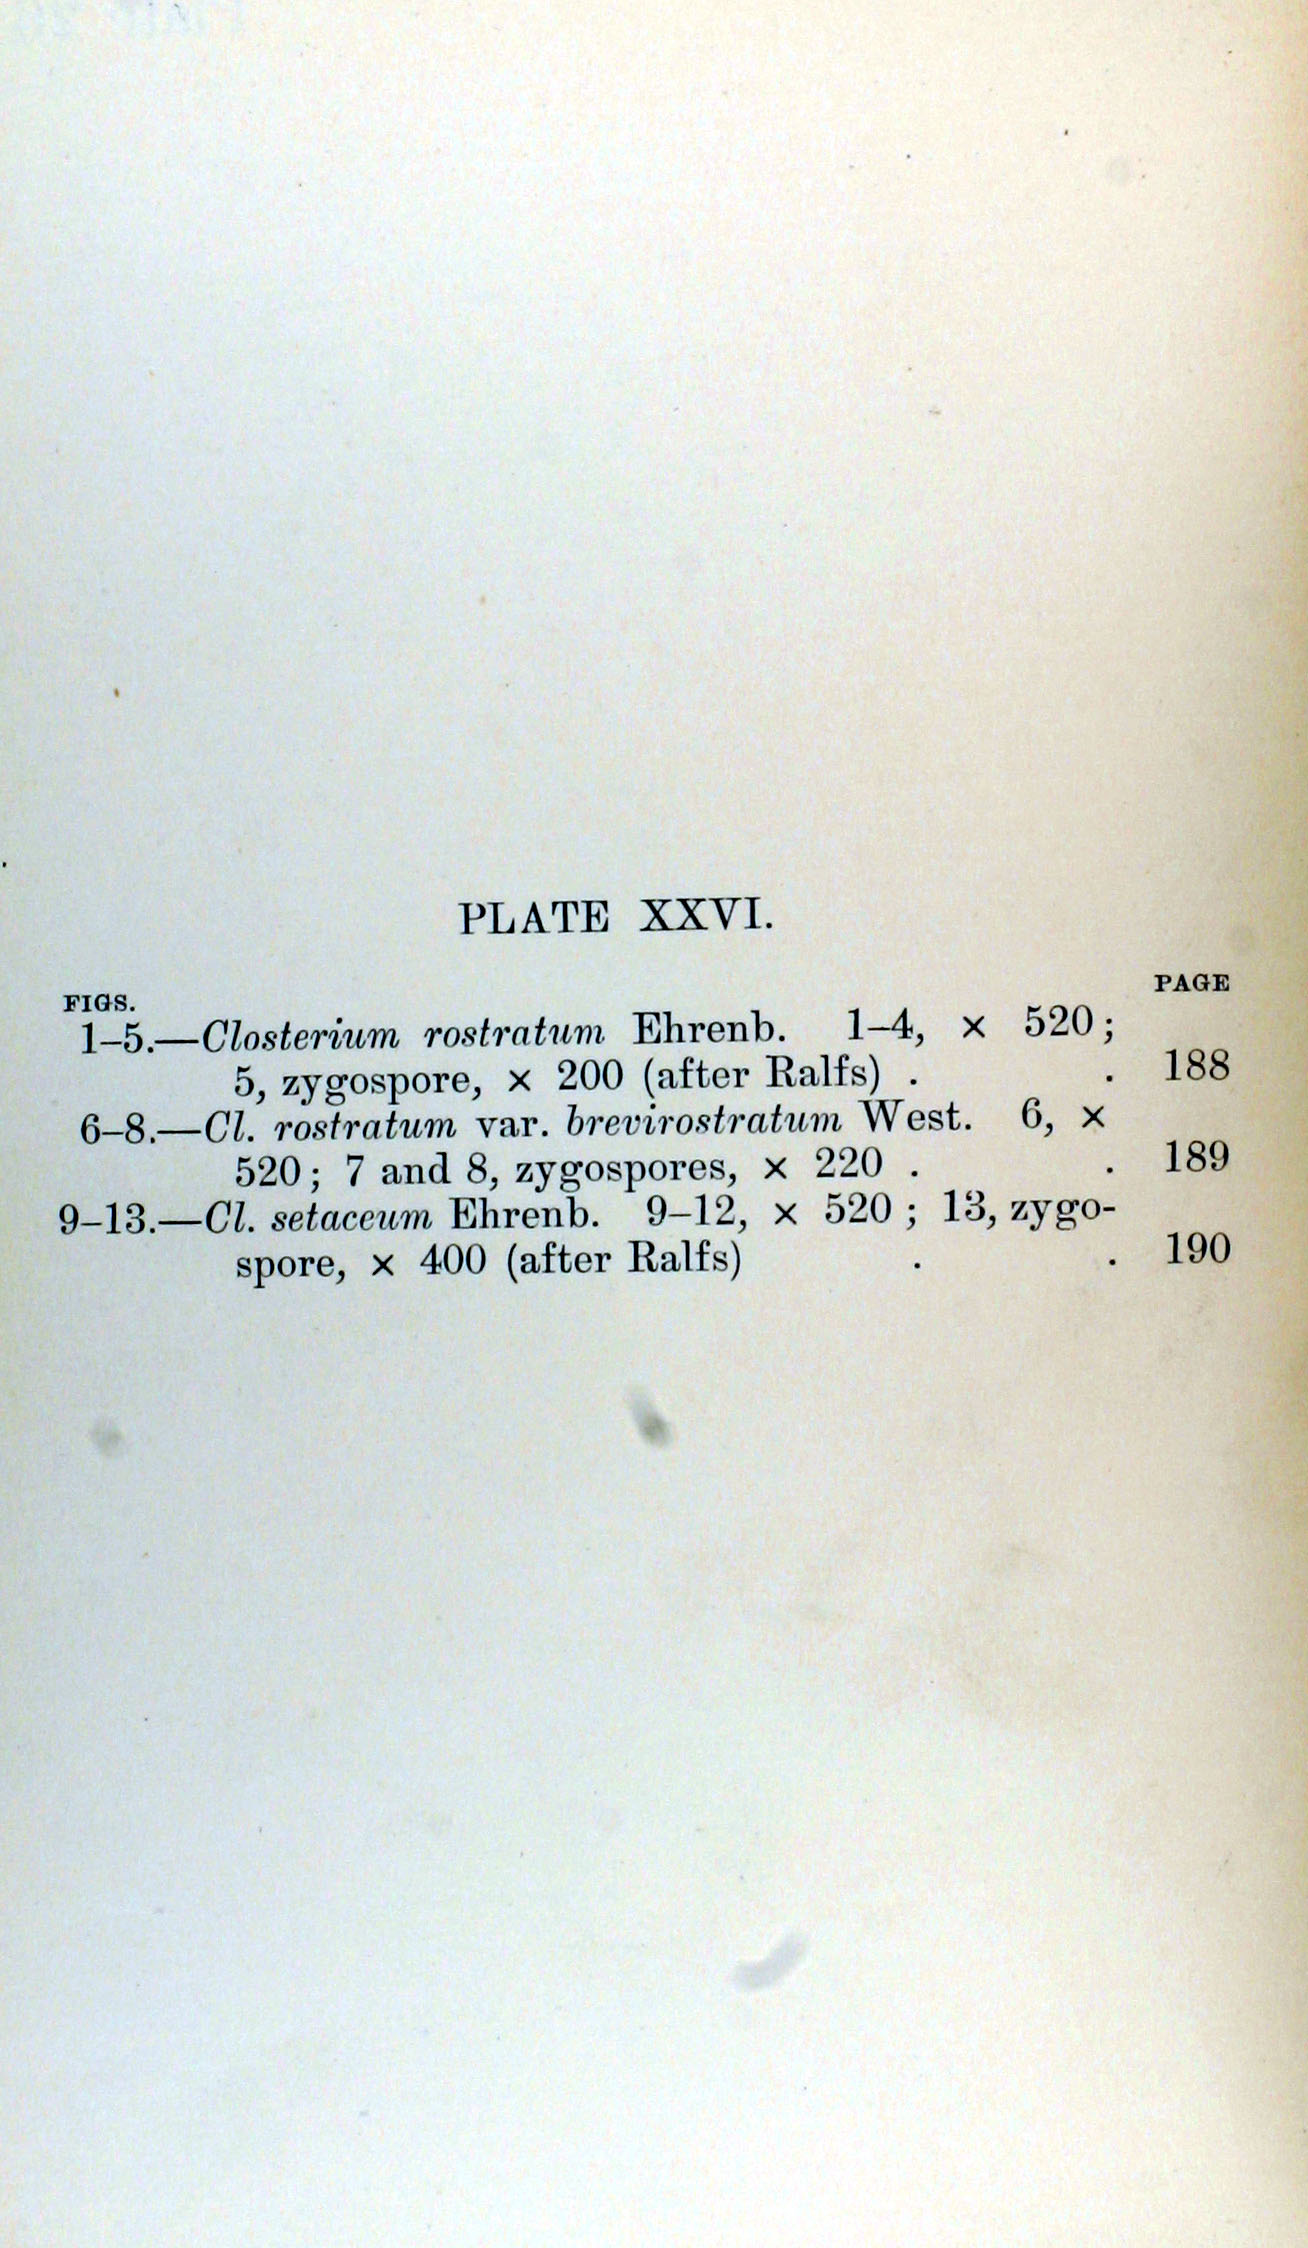 PLATE XXVI.
PAGE
FIGS.
1–5.—Closterium rostratum Ehrenb. 1–4, × 520;
5, zygospore, × 200 (after Ralfs) . . 188
6–8.—Cl. rostratum var. brevirostratum West. 6, ×
520; 7 and 8, zygospores, × 220 . . 189
9–13.—Cl. setaceum Ehrenb. 9–12, × 520; 13, zygo-
spore, × 400 (after Ralfs) . . 190